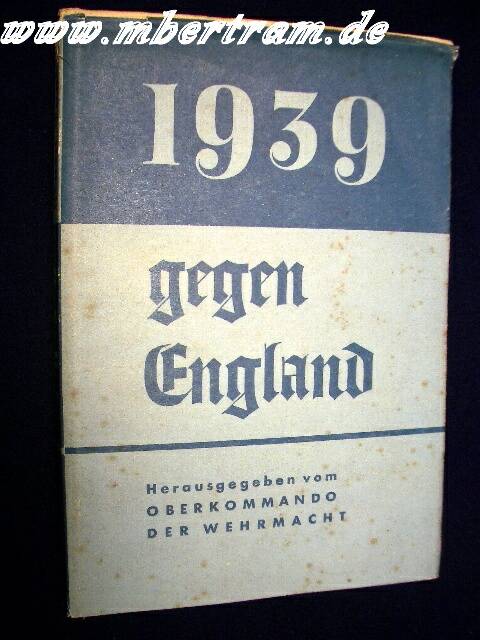 www.mbertram.de
1939
gegen
England
Herausgegeben vom
OBERKOMMANDO
DER WEHRMACHT